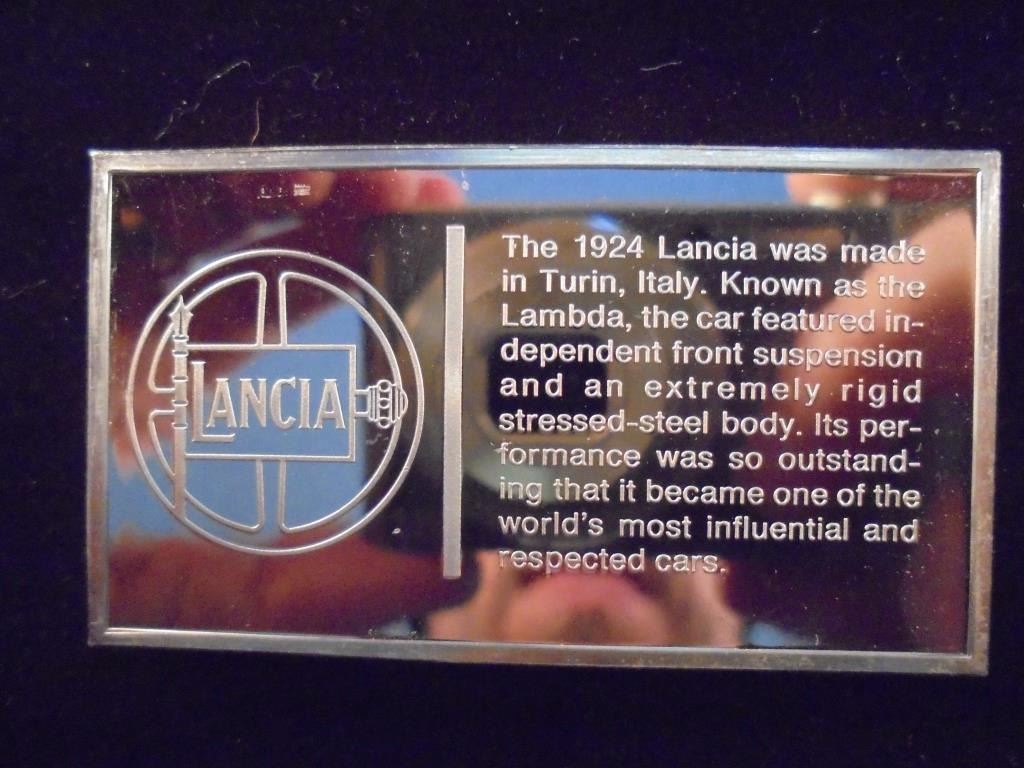 LANCIA
The 1924 Lancia was made
in Turin, Italy. Known as the
Lambda, the car featured in-
dependent front suspension
and an extremely rigid
stressed-steel body. Its per-
formance was so outstand-
ing that it became one of the
world's most influential and
respected cars.